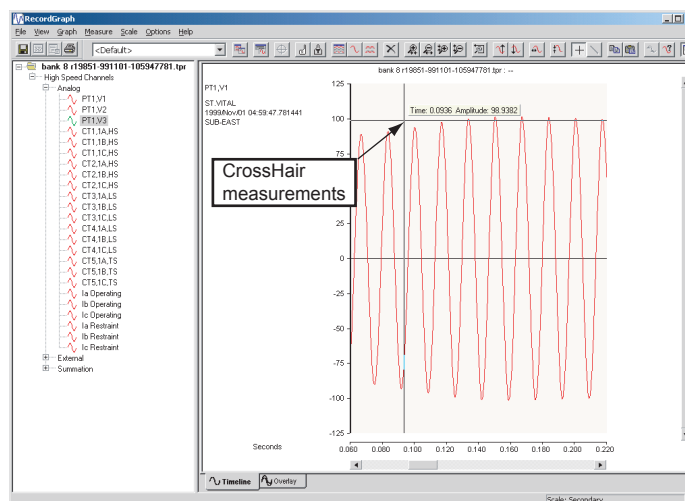 RecordGraph
File View Graph Measure Scale Options Help
<Default>
bank 8 r19851-991101-105947781.tpr
High Speed Channels
Analog
PT1,V1
PT1,V2
PT1,V3
CT1,1A,HS
CT1,1B,HS
CT1,1C,HS
CT2,1A,HS
CT2,1B,HS
CT2,1C,HS
CT3,1A,LS
CT3,1B,LS
CT3,1C,LS
CT4,1A,LS
CT4,1B,LS
CT4,1C,LS
CT5,1A,TS
CT5,1B,TS
CT5,1C,TS
Ia Operating
Ib Operating
Ic Operating
Ia Restraint
Ib Restraint
Ic Restraint
External
Summation
bank 8 r19851-991101-105947781.tpr : --
PT1,V1
ST.VITAL
1999/Nov/01 04:59:47.781441
SUB-EAST
Time: 0.0936 Amplitude: 98.9382
CrossHair
measurements
125
100
75
25
0
-25
-50
-75
-100
-125
Seconds
0.060 0.080 0.100 0.120 0.140 0.160 0.180 0.200 0.220
Timeline Overlay
Scale: Secondary